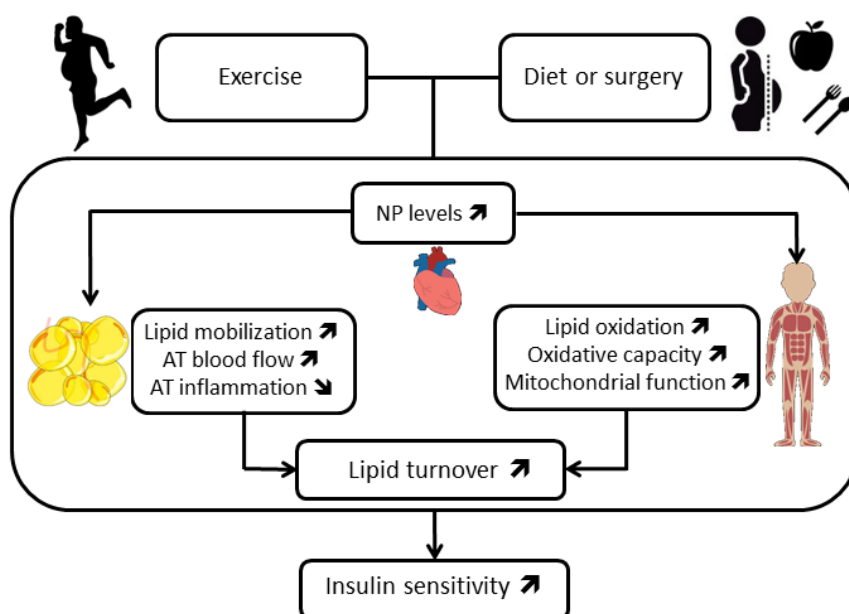 Exercise
Diet or surgery
NP levels ↗
Lipid mobilization ↗
AT blood flow ↗
AT inflammation ↘
Lipid oxidation ↗
Oxidative capacity ↗
Mitochondrial function ↗
Lipid turnover ↗
Insulin sensitivity ↗